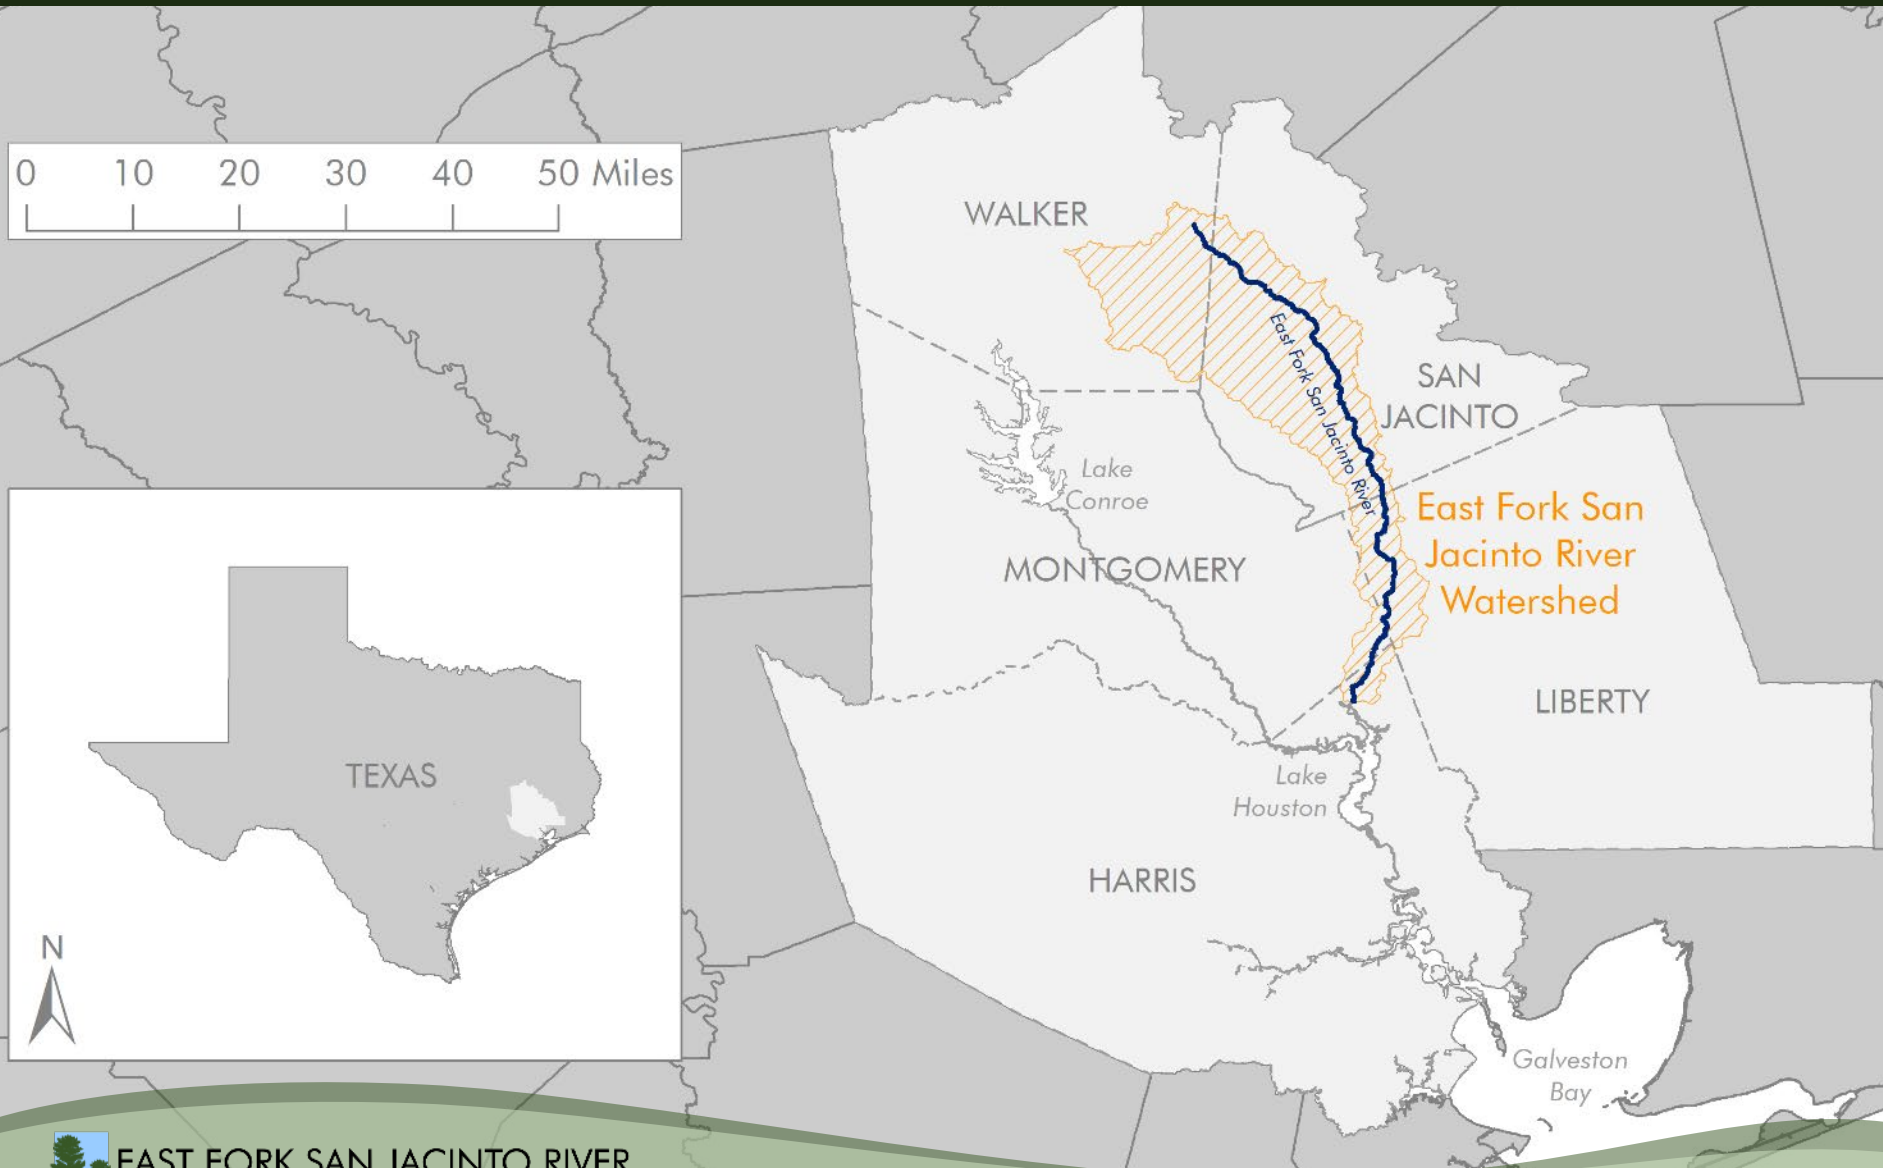 0 10 20 30 40 50 Miles
WALKER
East Fork San Jacinto River
SAN
JACINTO
Lake
Conroe
East Fork San
Jacinto River
Watershed
MONTGOMERY
LIBERTY
TEXAS
Lake
Houston
HARRIS
N
Galveston
Bay
EAST FORK SAN JACINTO RIVER